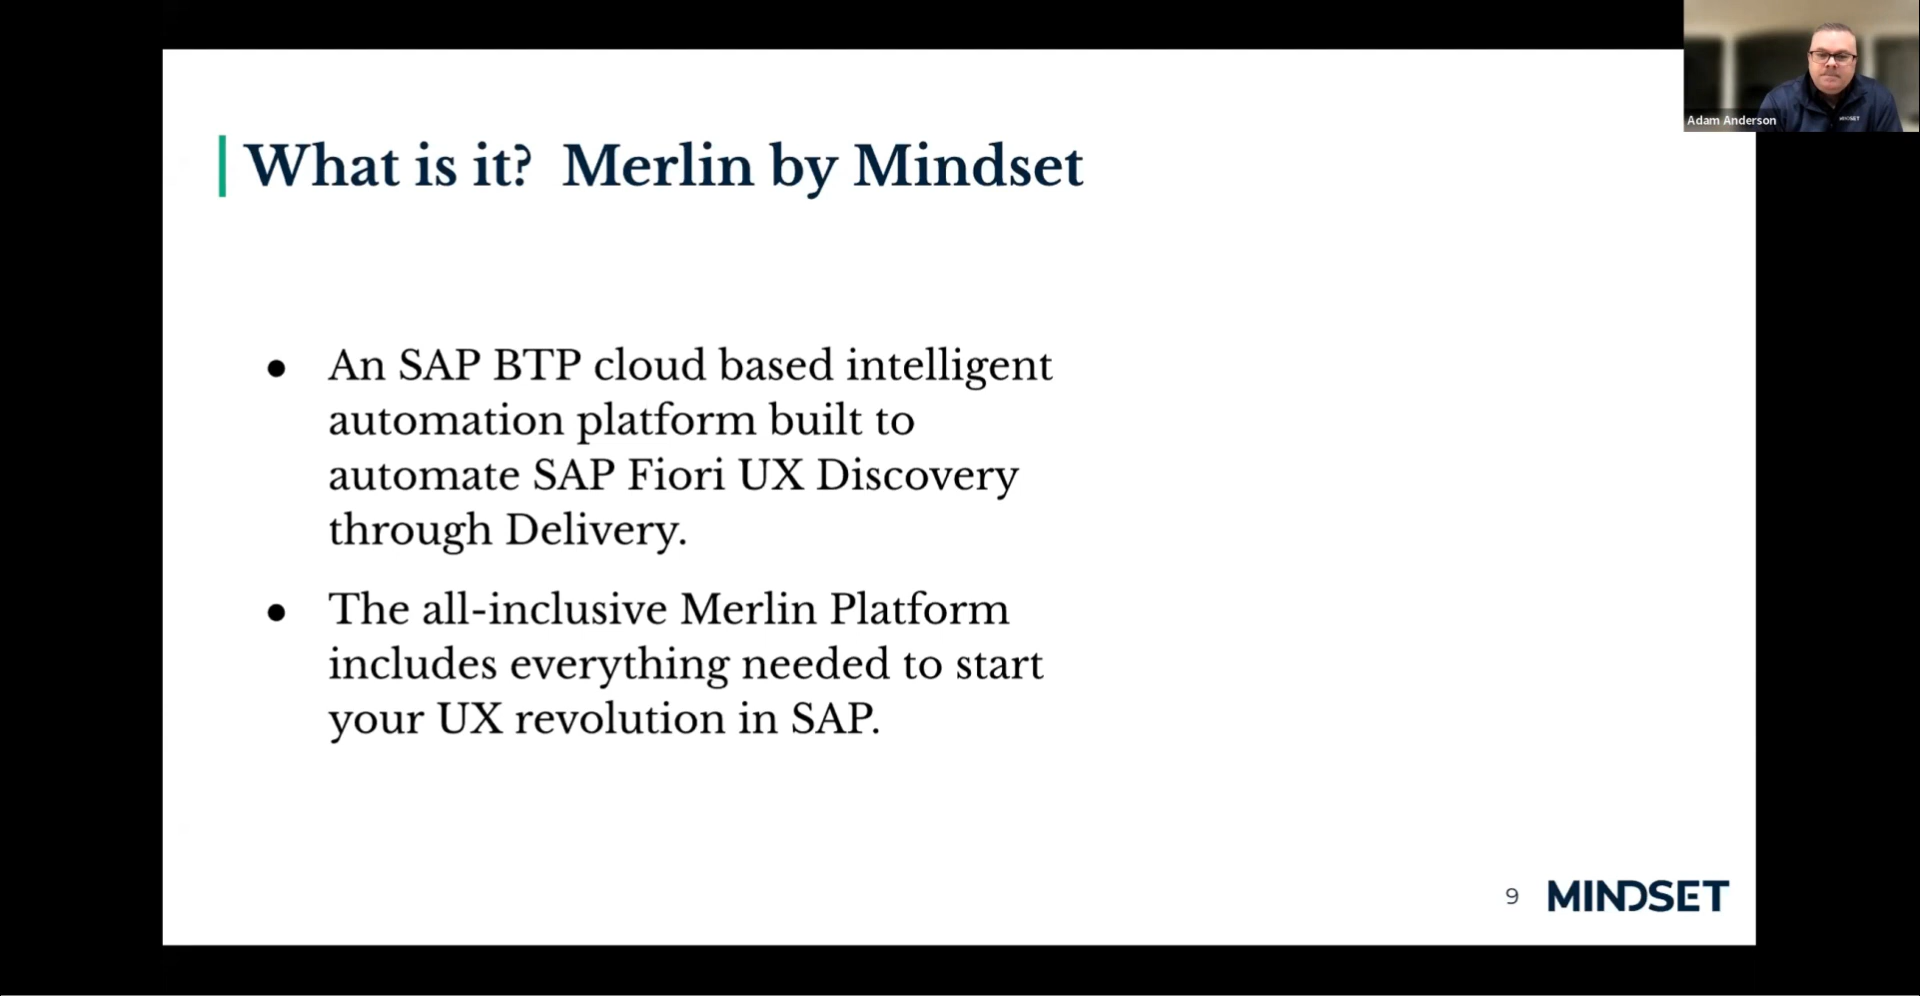 What is it? Merlin by Mindset
● An SAP BTP cloud based intelligent
automation platform built to
automate SAP Fiori UX Discovery
through Delivery.
● The all-inclusive Merlin Platform
includes everything needed to start
your UX revolution in SAP.
9 MINDSET
Adam Anderson
MINDSET